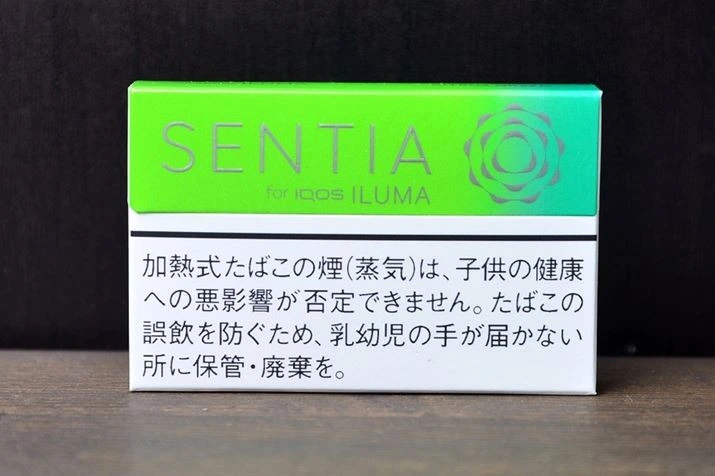 SENTIA
for IQOS ILUMA
加熱式たばこの煙(蒸気)は、子供の健康
への悪影響が否定できません。たばこの
誤飲を防ぐため、乳幼児の手が届かない
所に保管・廃棄を。